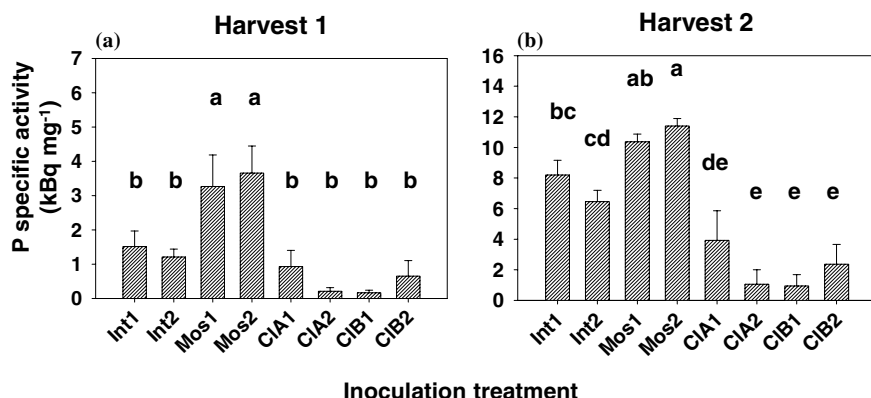 Harvest 1
Harvest 2
(a)
(b)
P specific activity
(kBq mg⁻¹)
7
6
5
4
3
2
1
0
b b a a b b b b
Int1 Int2 Mos1 Mos2 ClA1 ClA2 ClB1 ClB2
16
14
12
10
8
6
4
2
0
bc cd ab a de e e e
Int1 Int2 Mos1 Mos2 ClA1 ClA2 ClB1 ClB2
Inoculation treatment